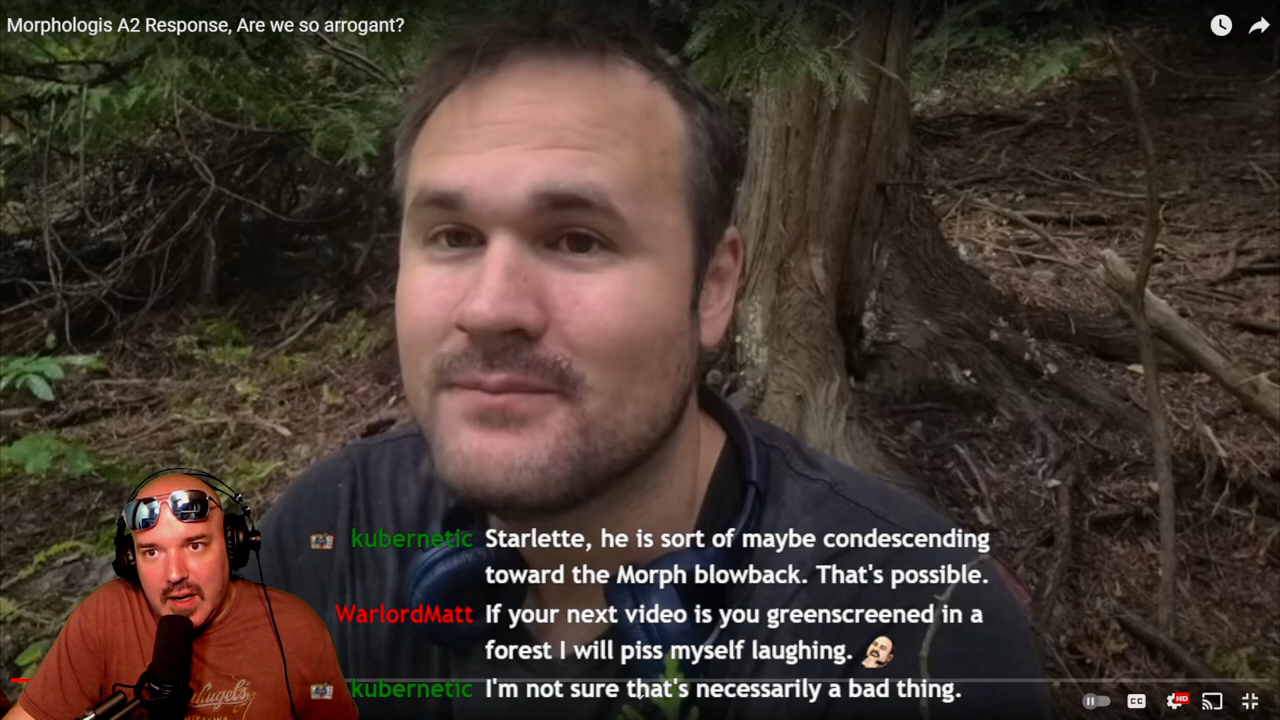 Morphologis A2 Response, Are we so arrogant?
kubernetic Starlette, he is sort of maybe condescending
toward the Morph blowback. That's possible.
WarlordMatt If your next video is you greenscreened in a
forest I will piss myself laughing.
kubernetic I'm not sure that's necessarily a bad thing.
CC
HD